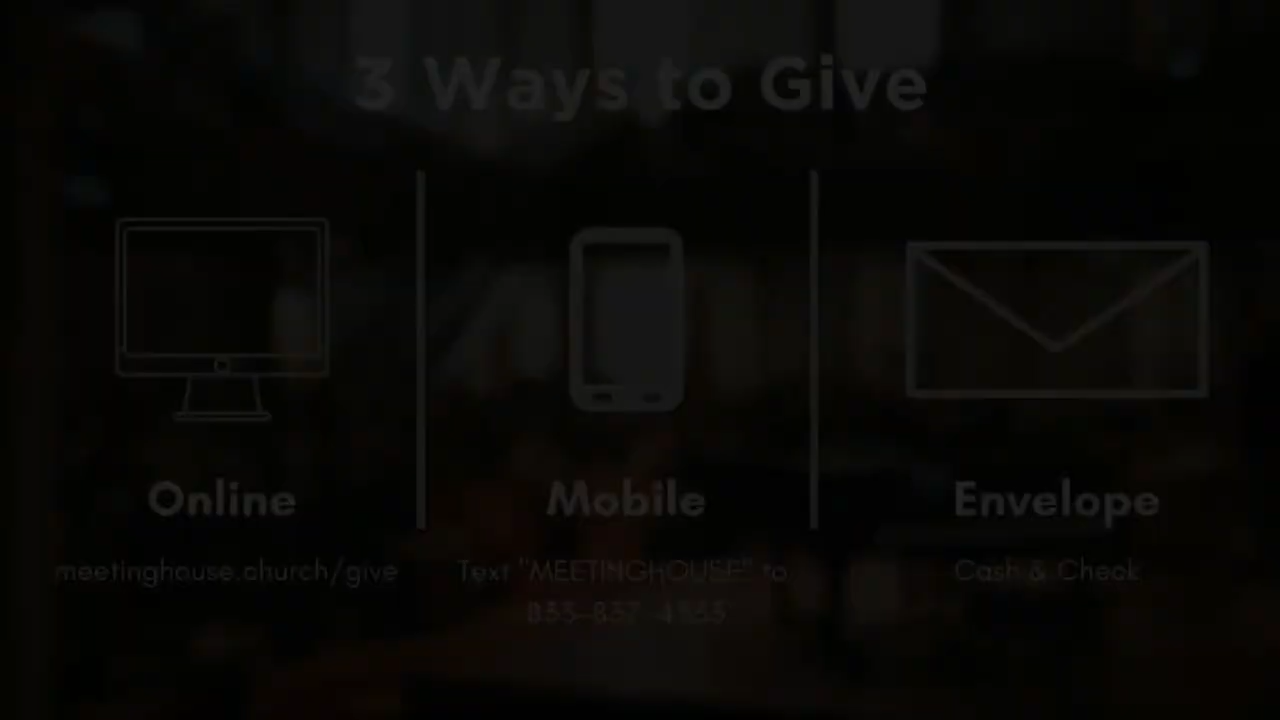 3 Ways to Give
Online
meetinghouse.church/give
Mobile
Text "MEETINGHOUSE" to
Envelope
Cash & Check